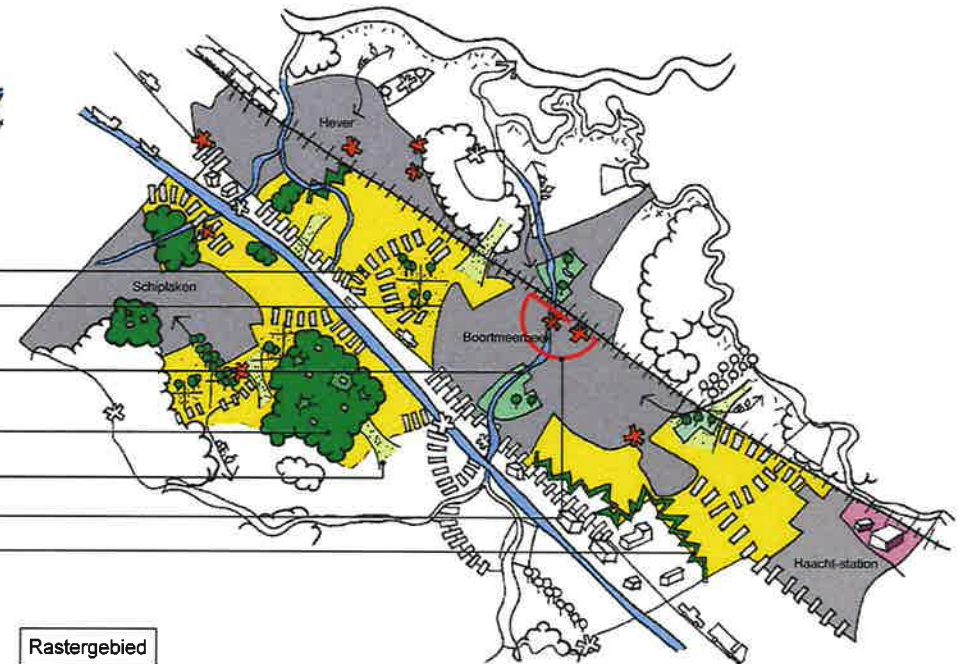 Hever
Schiplaken
Boortmeerbeek
Haacht-station
Rastergebied